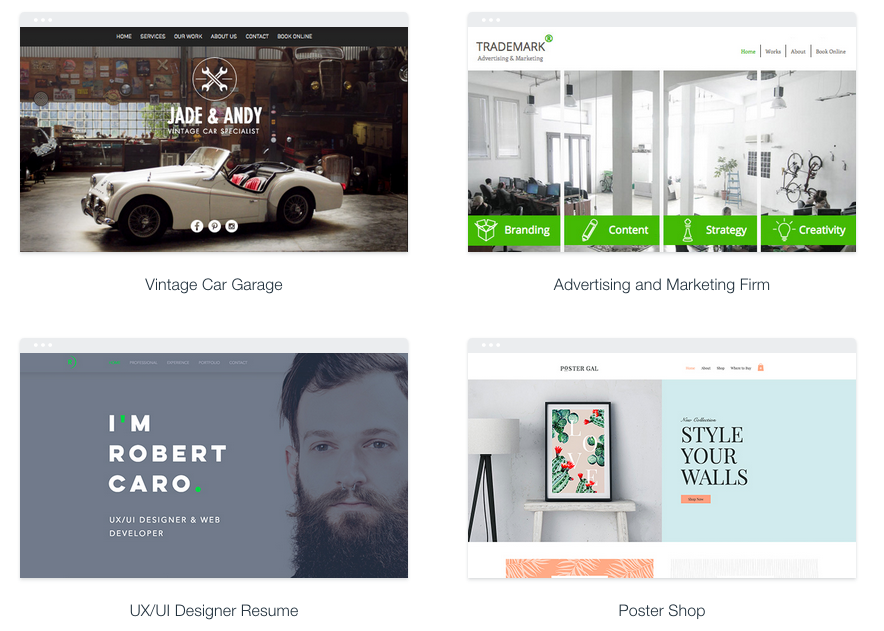 HOME SERVICES OUR WORK ABOUT US CONTACT BOOK ONLINE
JADE & ANDY
VINTAGE CAR SPECIALIST
Vintage Car Garage
TRADEMARK®
Advertising & Marketing
Home Works About Book Online
Branding Content Strategy Creativity
Advertising and Marketing Firm
HOME PROFESSIONAL EXPERIENCE PORTFOLIO CONTACT
I'M
ROBERT
CARO.
UX/UI DESIGNER & WEB
DEVELOPER
UX/UI Designer Resume
POSTER GAL
Home About Shop Where to Buy
LOVE
New Collection
STYLE
YOUR
WALLS
Shop Now
Poster Shop